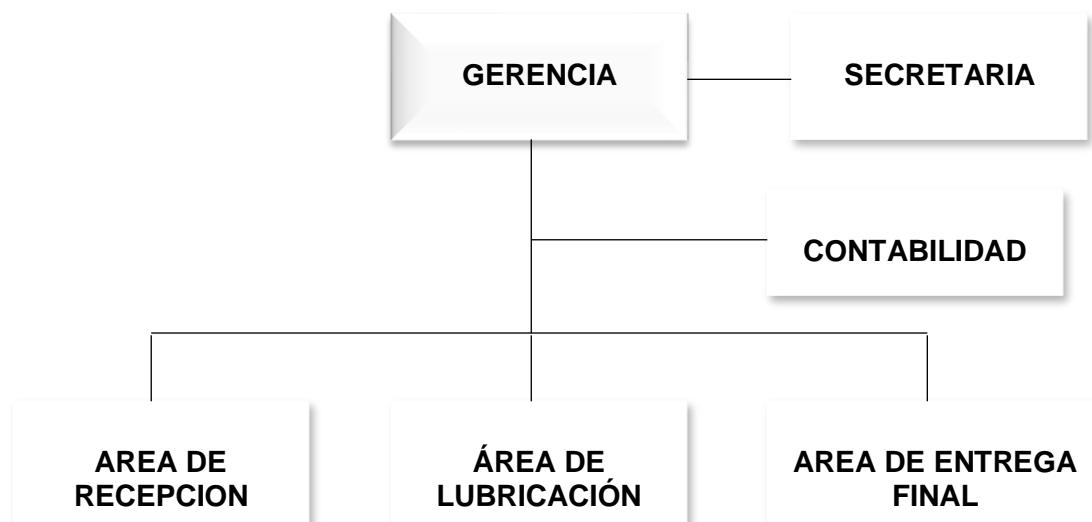 GERENCIA
SECRETARIA
CONTABILIDAD
AREA DE
RECEPCION
ÁREA DE
LUBRICACIÓN
AREA DE ENTREGA
FINAL